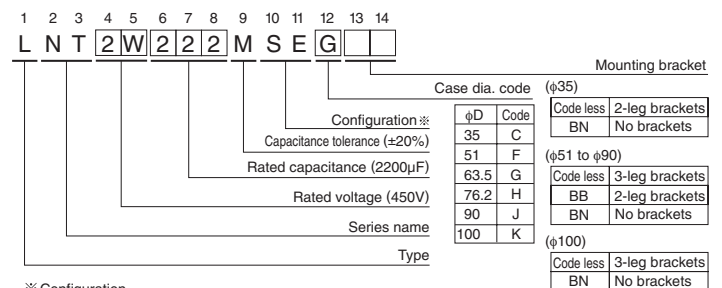 1 2 3 4 5 6 7 8 9 10 11 12 13 14
L N T 2 W 2 2 2 M S E G
Mounting bracket
Case dia. code
Configuration※
Capacitance tolerance (±20%)
Rated capacitance (2200µF)
Rated voltage (450V)
Series name
Type
ϕD Code
35 C
51 F
63.5 G
76.2 H
90 J
100 K
(ϕ35)
Code less 2-leg brackets
BN No brackets
(ϕ51 to ϕ90)
Code less 3-leg brackets
BB 2-leg brackets
BN No brackets
(ϕ100)
Code less 3-leg brackets
BN No brackets
※Configuration